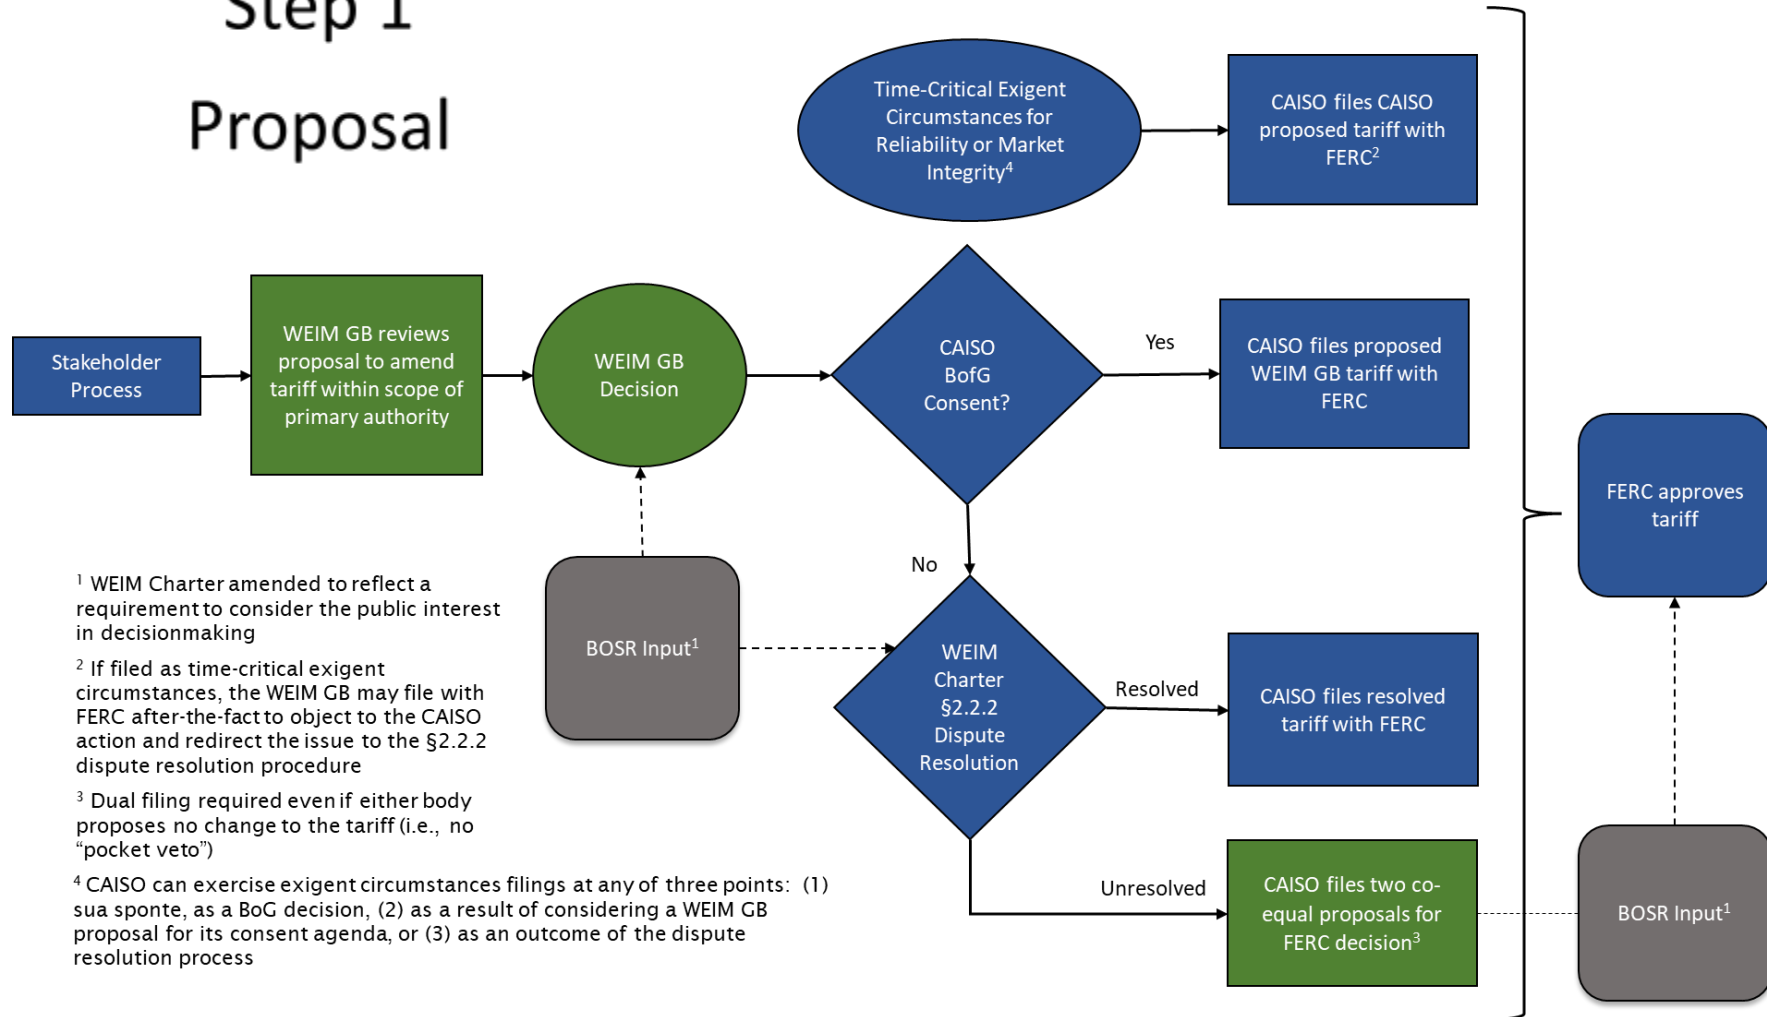 Step 1
Proposal
Time-Critical Exigent
Circumstances for
Reliability or Market
Integrity⁴
CAISO files CAISO
proposed tariff with
FERC²
Stakeholder
Process
WEIM GB reviews
proposal to amend
tariff within scope of
primary authority
WEIM GB
Decision
CAISO
BofG
Consent?
Yes
CAISO files proposed
WEIM GB tariff with
FERC
No
FERC approves
tariff
BOSR Input¹
WEIM
Charter
§2.2.2
Dispute
Resolution
Resolved
CAISO files resolved
tariff with FERC
Unresolved
CAISO files two co-
equal proposals for
FERC decision³
BOSR Input¹
¹ WEIM Charter amended to reflect a
requirement to consider the public interest
in decisionmaking
² If filed as time-critical exigent
circumstances, the WEIM GB may file with
FERC after-the-fact to object to the CAISO
action and redirect the issue to the §2.2.2
dispute resolution procedure
³ Dual filing required even if either body
proposes no change to the tariff (i.e., no
“pocket veto”)
⁴ CAISO can exercise exigent circumstances filings at any of three points: (1)
sua sponte, as a BoG decision, (2) as a result of considering a WEIM GB
proposal for its consent agenda, or (3) as an outcome of the dispute
resolution process